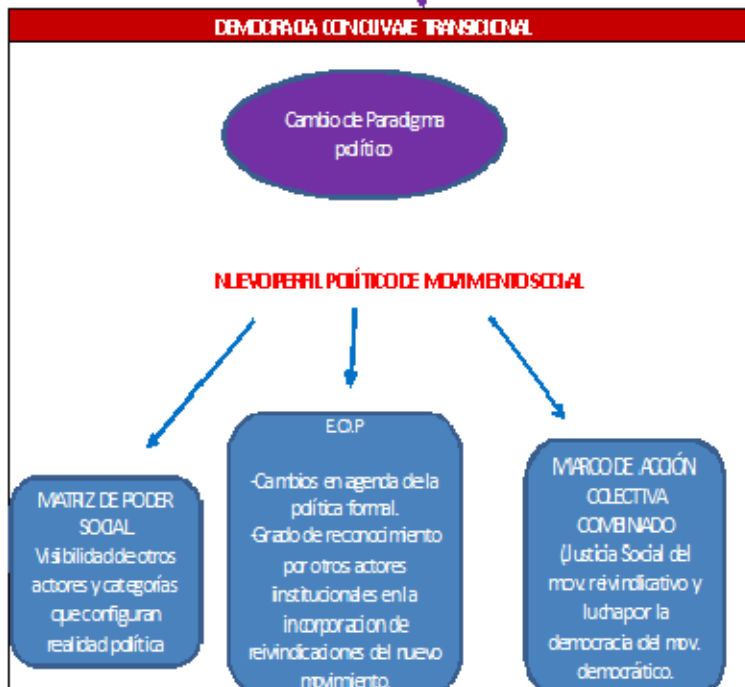 DEMOCRACIA CON CLIVAJE TRANSICIONAL
Cambio de Paradigma
político
NUEVO PERFIL POLÍTICO DE MOVIMIENTO SOCIAL
MATRIZ DE PODER
SOCIAL
Visibilidad de otros
actores y categorías
que configuran
realidad política
E.O.P
-Cambios en agenda de la
política formal.
-Grado de reconocimiento
por otros actores
institucionales en la
incorporacion de
reivindicaciones del nuevo
movimiento.
MARCO DE ACCIÓN
COLECTIVA
COMBINADO
(Justicia Social del
mov. reivindicativo y
lucha por la
democracia del mov.
democrático.